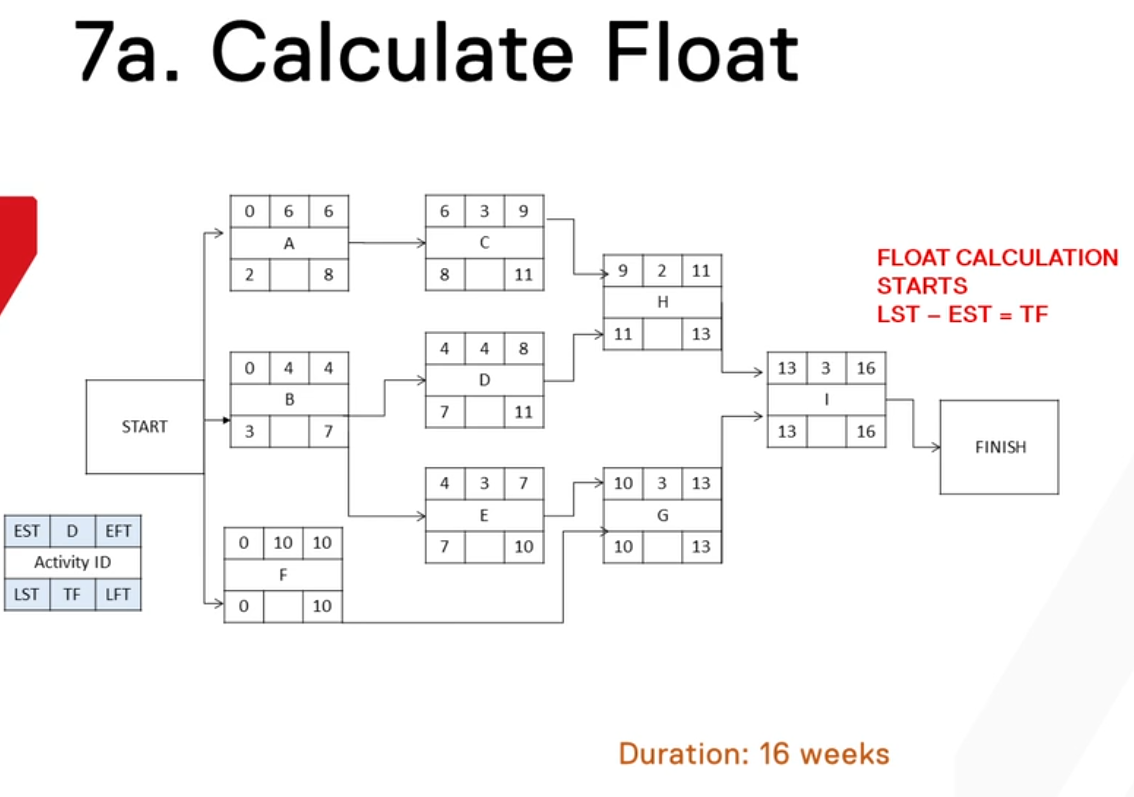 7a. Calculate Float
0 6 6
A
2 8
6 3 9
C
8 11
9 2 11
H
11 13
FLOAT CALCULATION
STARTS
LST – EST = TF
0 4 4
B
3 7
4 4 8
D
7 11
13 3 16
I
13 16
START
FINISH
4 3 7
E
7 10
10 3 13
G
10 13
EST D EFT
Activity ID
LST TF LFT
0 10 10
F
0 10
Duration: 16 weeks